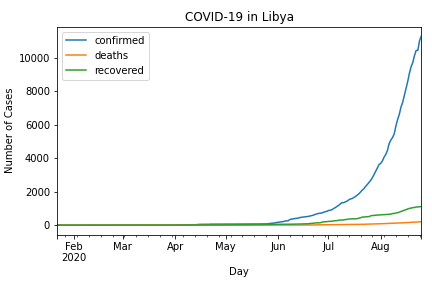 COVID-19 in Libya
confirmed
deaths
recovered
Number of Cases
10000
8000
6000
4000
2000
0
Feb Mar Apr May Jun Jul Aug
2020
Day